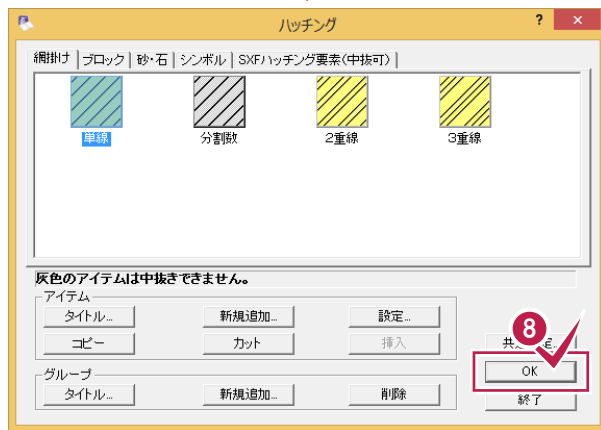 ハッチング ? ×
網掛け ブロック 砂・石 シンボル SXFハッチング要素(中抜可)
単線 分割数 2重線 3重線
灰色のアイテムは中抜きできません。
アイテム
タイトル... 新規追加... 設定...
コピー カット 挿入
8
グループ
OK
タイトル... 新規追加... 削除
終了